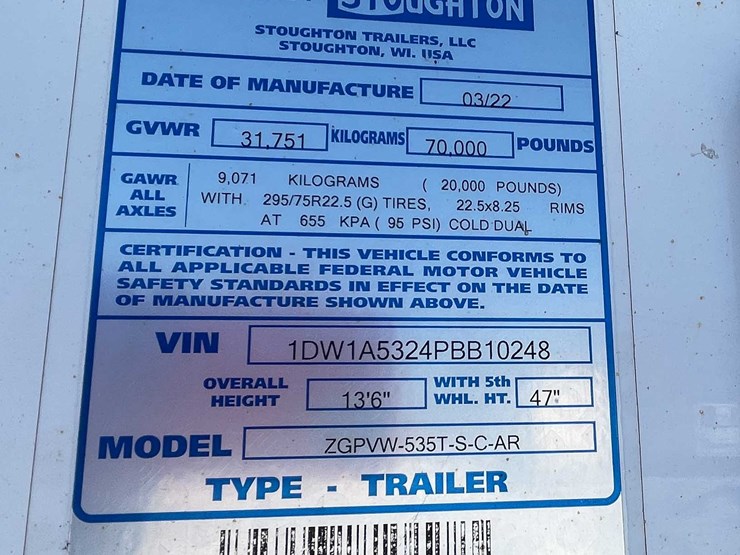 STOUGHTON
STOUGHTON TRAILERS, LLC
STOUGHTON, WI. USA
DATE OF MANUFACTURE 03/22
GVWR 31,751 KILOGRAMS 70,000 POUNDS
GAWR ALL AXLES
9,071 KILOGRAMS ( 20,000 POUNDS)
WITH 295/75R22.5 (G) TIRES, 22.5x8.25 RIMS
AT 655 KPA ( 95 PSI) COLD DUAL
CERTIFICATION - THIS VEHICLE CONFORMS TO
ALL APPLICABLE FEDERAL MOTOR VEHICLE
SAFETY STANDARDS IN EFFECT ON THE DATE
OF MANUFACTURE SHOWN ABOVE.
VIN 1DW1A5324PBB10248
OVERALL HEIGHT 13'6" WITH 5th WHL. HT. 47"
MODEL ZGPVW-535T-S-C-AR
TYPE - TRAILER